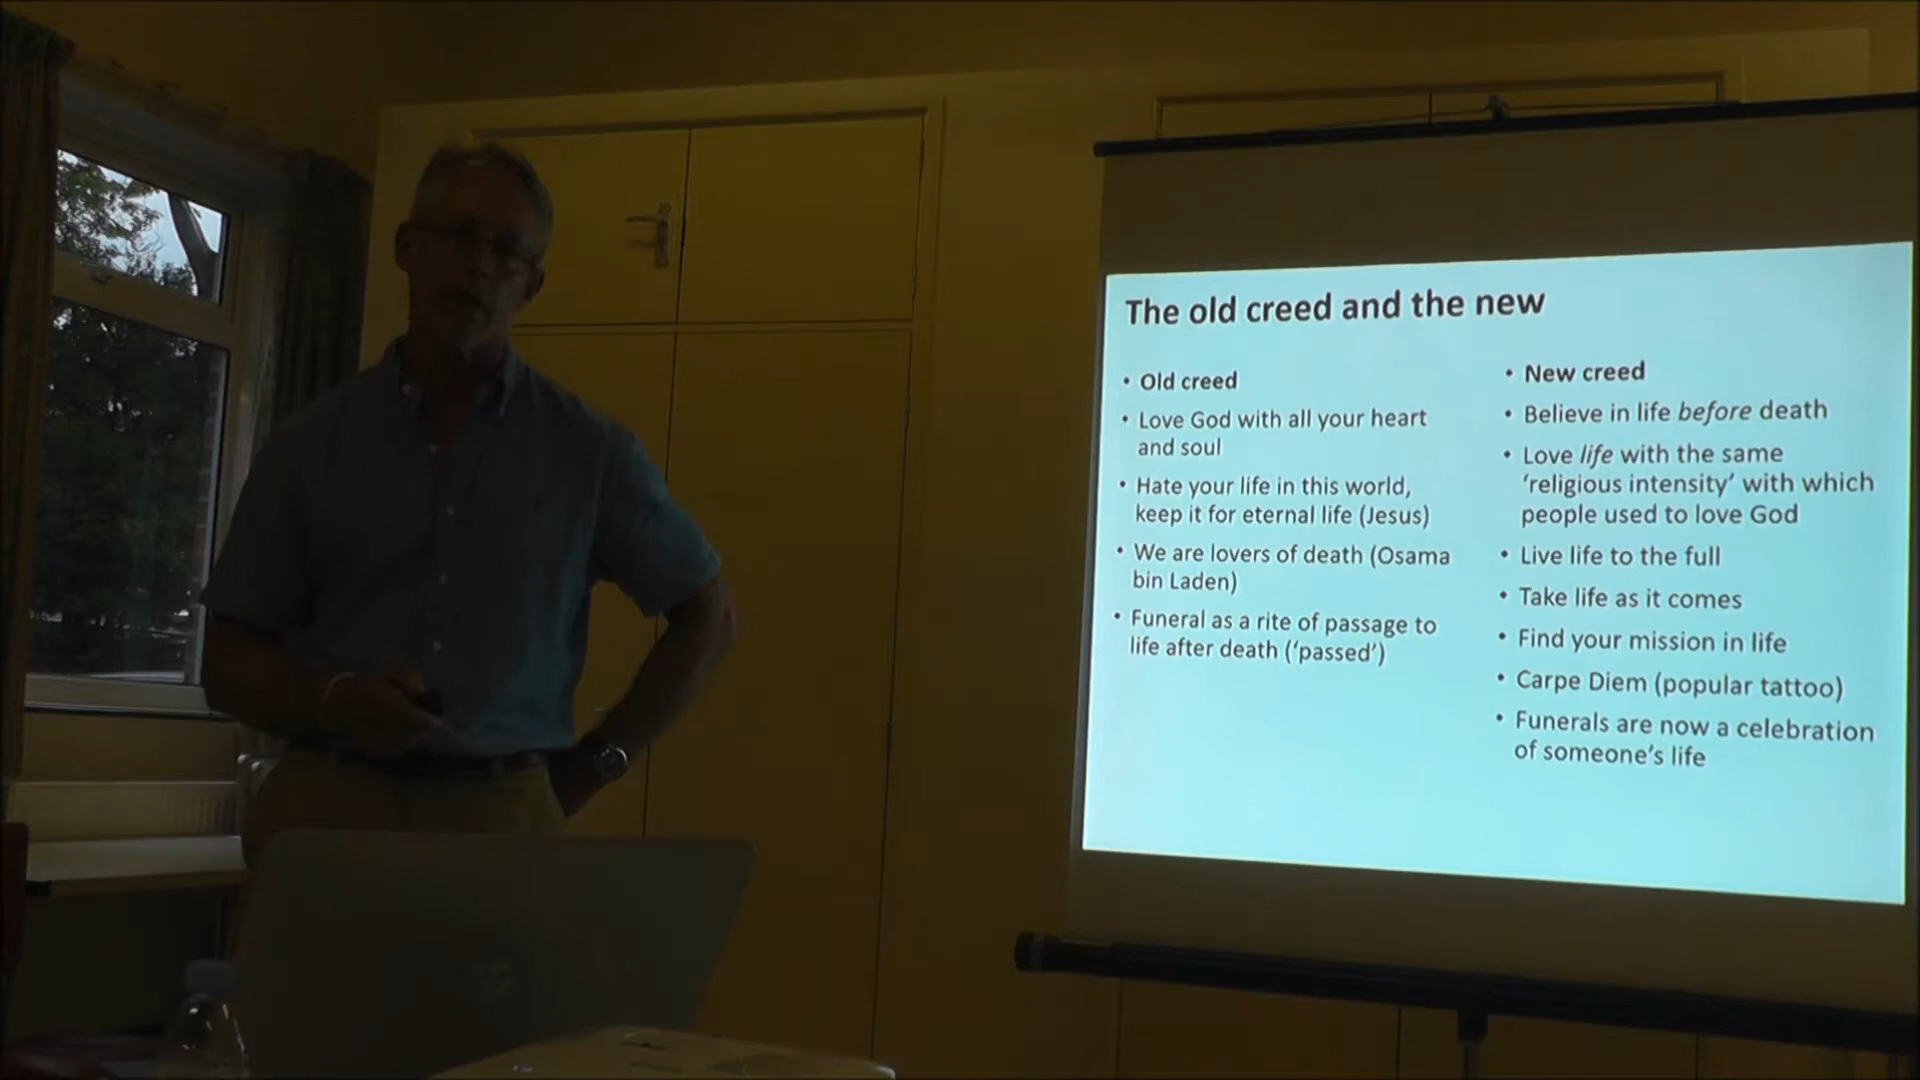 The old creed and the new
• Old creed
• Love God with all your heart
and soul
• Hate your life in this world,
keep it for eternal life (Jesus)
• We are lovers of death (Osama
bin Laden)
• Funeral as a rite of passage to
life after death (‘passed’)
• New creed
• Believe in life before death
• Love life with the same
‘religious intensity’ with which
people used to love God
• Live life to the full
• Take life as it comes
• Find your mission in life
• Carpe Diem (popular tattoo)
• Funerals are now a celebration
of someone’s life